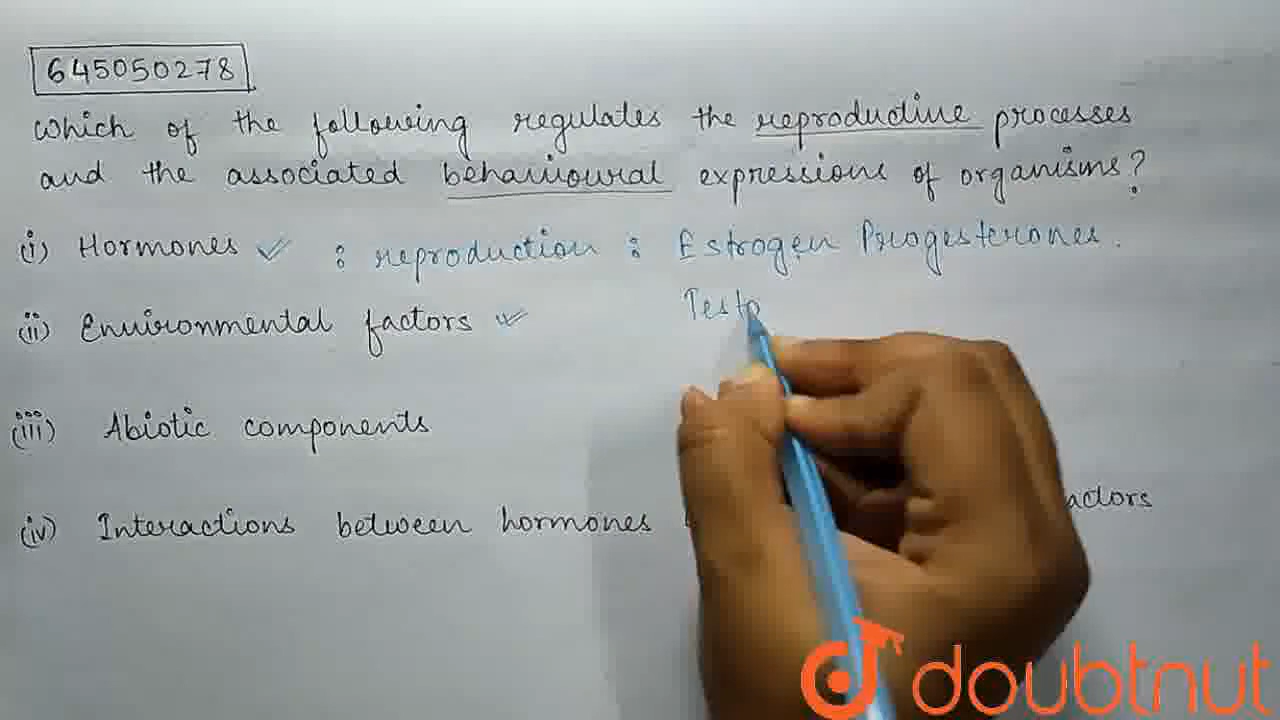 645050278
Which of the following regulates the reproductive processes
and the associated behavioural expressions of organisms?
(i) Hormones ✓ : reproduction : Estrogen Progesterones.
Testo
(ii) Environmental factors ✓
(iii) Abiotic components
(iv) Interactions between hormones
doubtnut